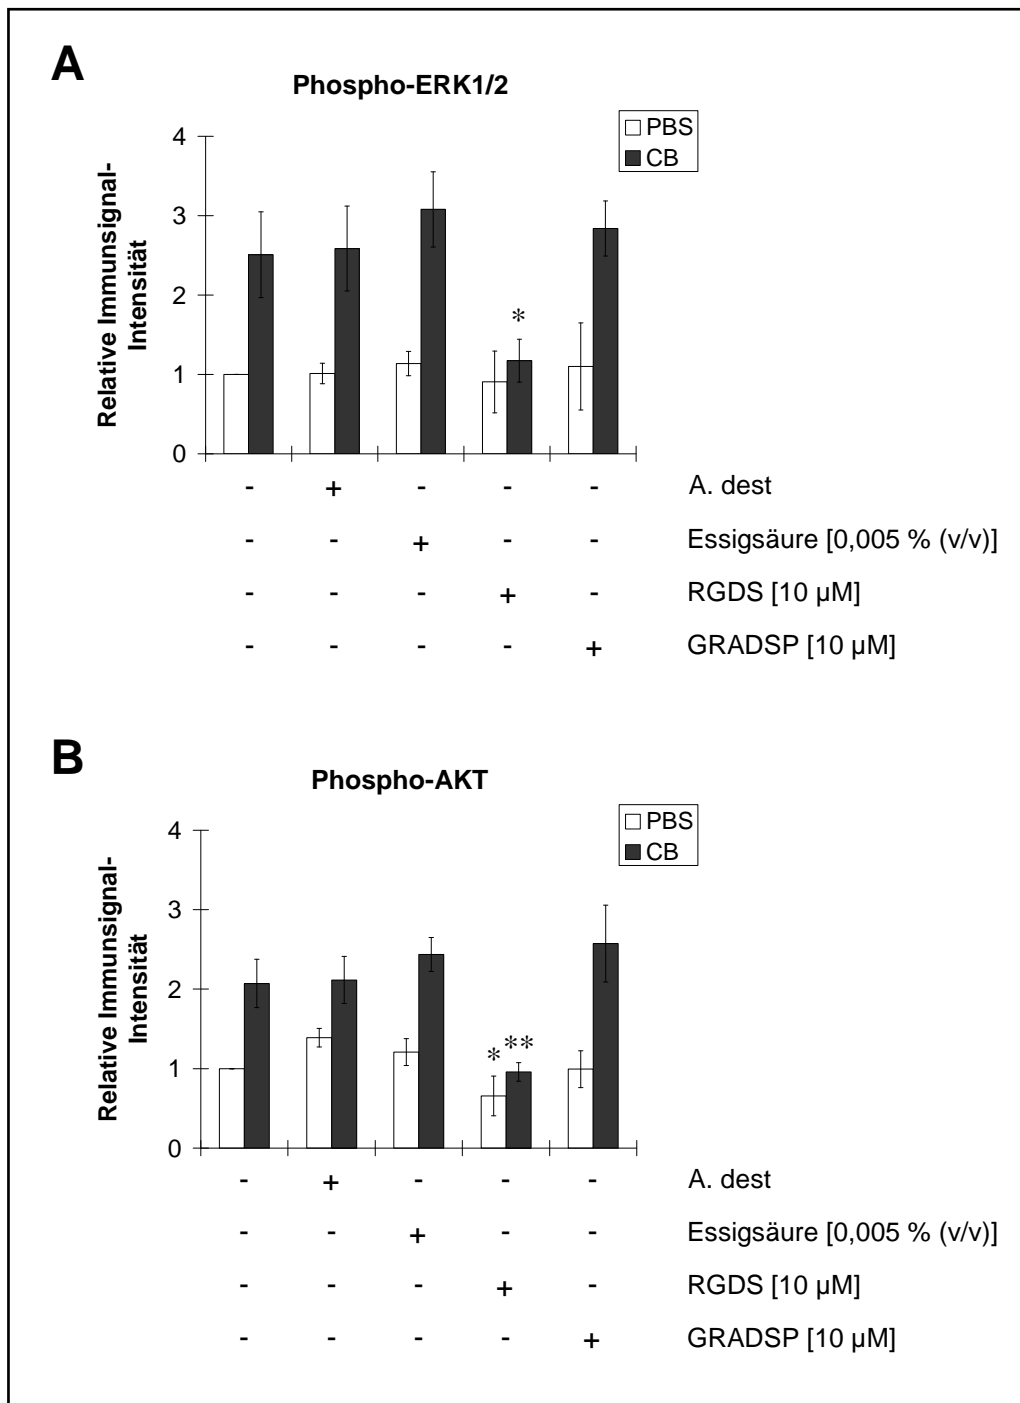 A
Phospho-ERK1/2
PBS
CB
Relative Immunsignal-
Intensität
4
3
2
1
0
*
- + - - - A. dest
- - + - - Essigsäure [0,005 % (v/v)]
- - - + - RGDS [10 µM]
- - - - + GRADSP [10 µM]
B
Phospho-AKT
PBS
CB
Relative Immunsignal-
Intensität
4
3
2
1
0
* **
- + - - - A. dest
- - + - - Essigsäure [0,005 % (v/v)]
- - - + - RGDS [10 µM]
- - - - + GRADSP [10 µM]